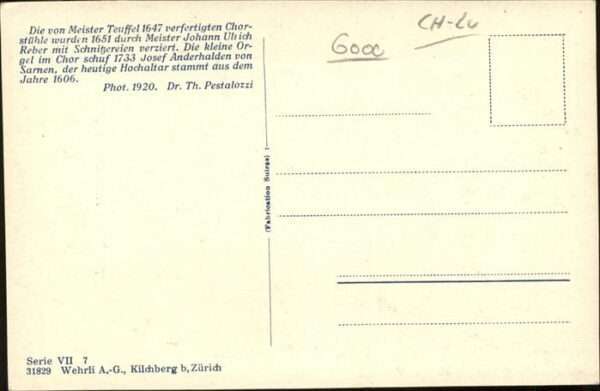 Die von Meister Teuffel 1647 verfertigten Chor-
stühle wurden 1651 durch Meister Johann Ulrich
Reber mit Schnitzereien verziert. Die kleine Or-
gel im Chor schuf 1733 Josef Anderhalden von
Sarnen, der heutige Hochaltar stammt aus dem
Jahre 1606.
Phot. 1920. Dr. Th. Pestalozzi
6000
CH-Lu
(Fabrication Suisse)
Serie VII 7
31829 Wehrli A.-G., Kilchberg b, Zürich